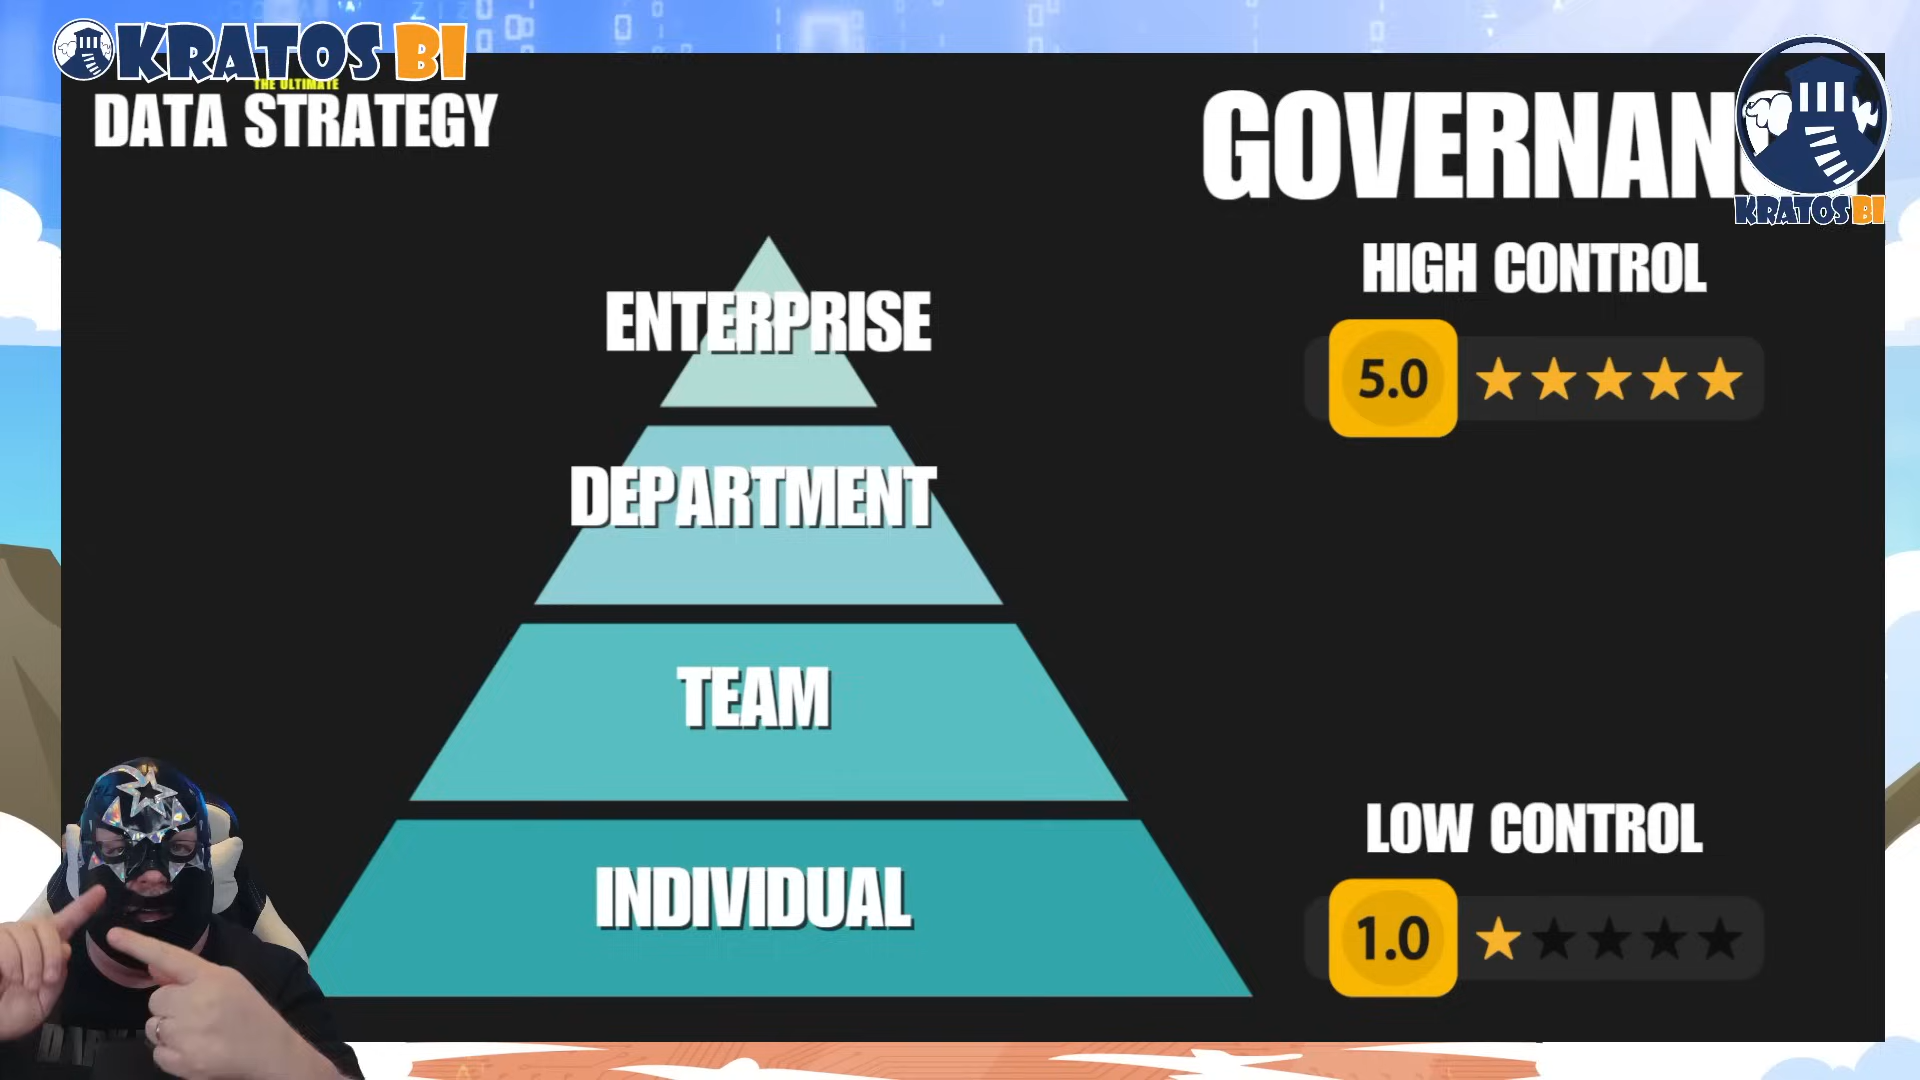 KRATOS BI
THE ULTIMATE
DATA STRATEGY
GOVERNAN
KRATOS BI
HIGH CONTROL
5.0
ENTERPRISE
DEPARTMENT
TEAM
INDIVIDUAL
LOW CONTROL
1.0